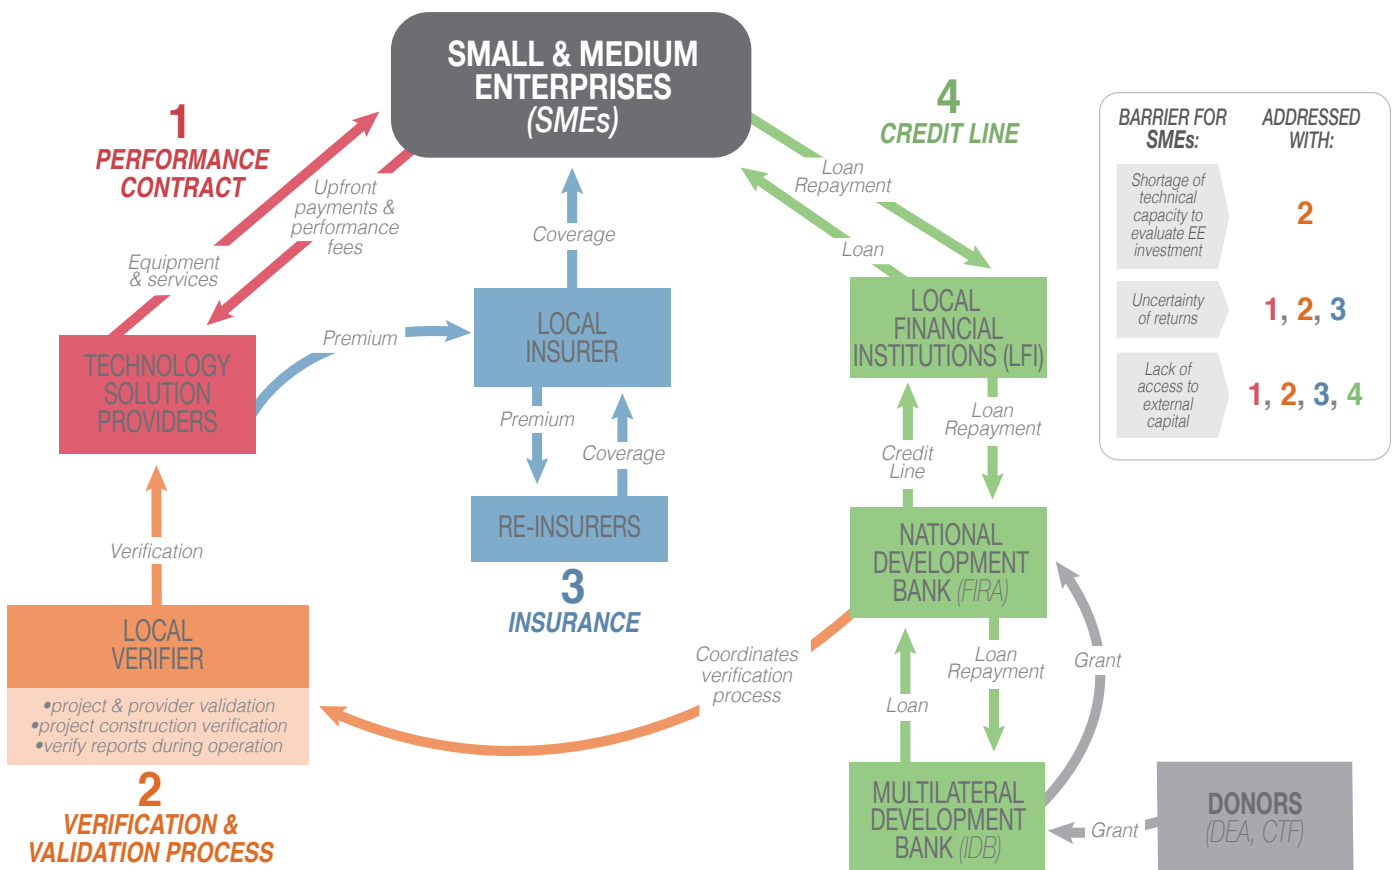 SMALL & MEDIUM
ENTERPRISES
(SMEs)
1
PERFORMANCE
CONTRACT
4
CREDIT LINE
Upfront
payments &
performance
fees
Equipment
& services
Coverage
Loan
Repayment
Loan
TECHNOLOGY
SOLUTION
PROVIDERS
Premium
LOCAL
INSURER
LOCAL
FINANCIAL
INSTITUTIONS (LFI)
Premium
Coverage
Credit
Line
Loan
Repayment
RE-INSURERS
3
INSURANCE
NATIONAL
DEVELOPMENT
BANK (FIRA)
Verification
LOCAL
VERIFIER
•project & provider validation
•project construction verification
•verify reports during operation
2
VERIFICATION &
VALIDATION PROCESS
Coordinates
verification
process
Loan
Loan
Repayment
Grant
MULTILATERAL
DEVELOPMENT
BANK (IDB)
Grant
DONORS
(DEA, CTF)
BARRIER FOR
SMEs:
ADDRESSED
WITH:
Shortage of
technical
capacity to
evaluate EE
investment
2
Uncertainty
of returns
1, 2, 3
Lack of
access to
external
capital
1, 2, 3, 4